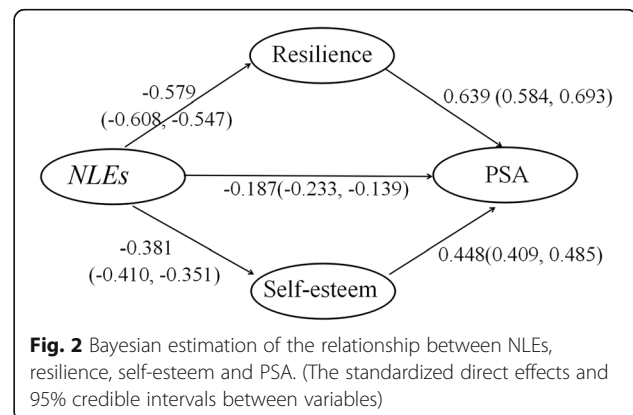 Resilience
-0.579
(-0.608, -0.547)
0.639 (0.584, 0.693)
NLEs
PSA
-0.187(-0.233, -0.139)
-0.381
(-0.410, -0.351)
0.448(0.409, 0.485)
Self-esteem
Fig. 2 Bayesian estimation of the relationship between NLEs,
resilience, self-esteem and PSA. (The standardized direct effects and
95% credible intervals between variables)